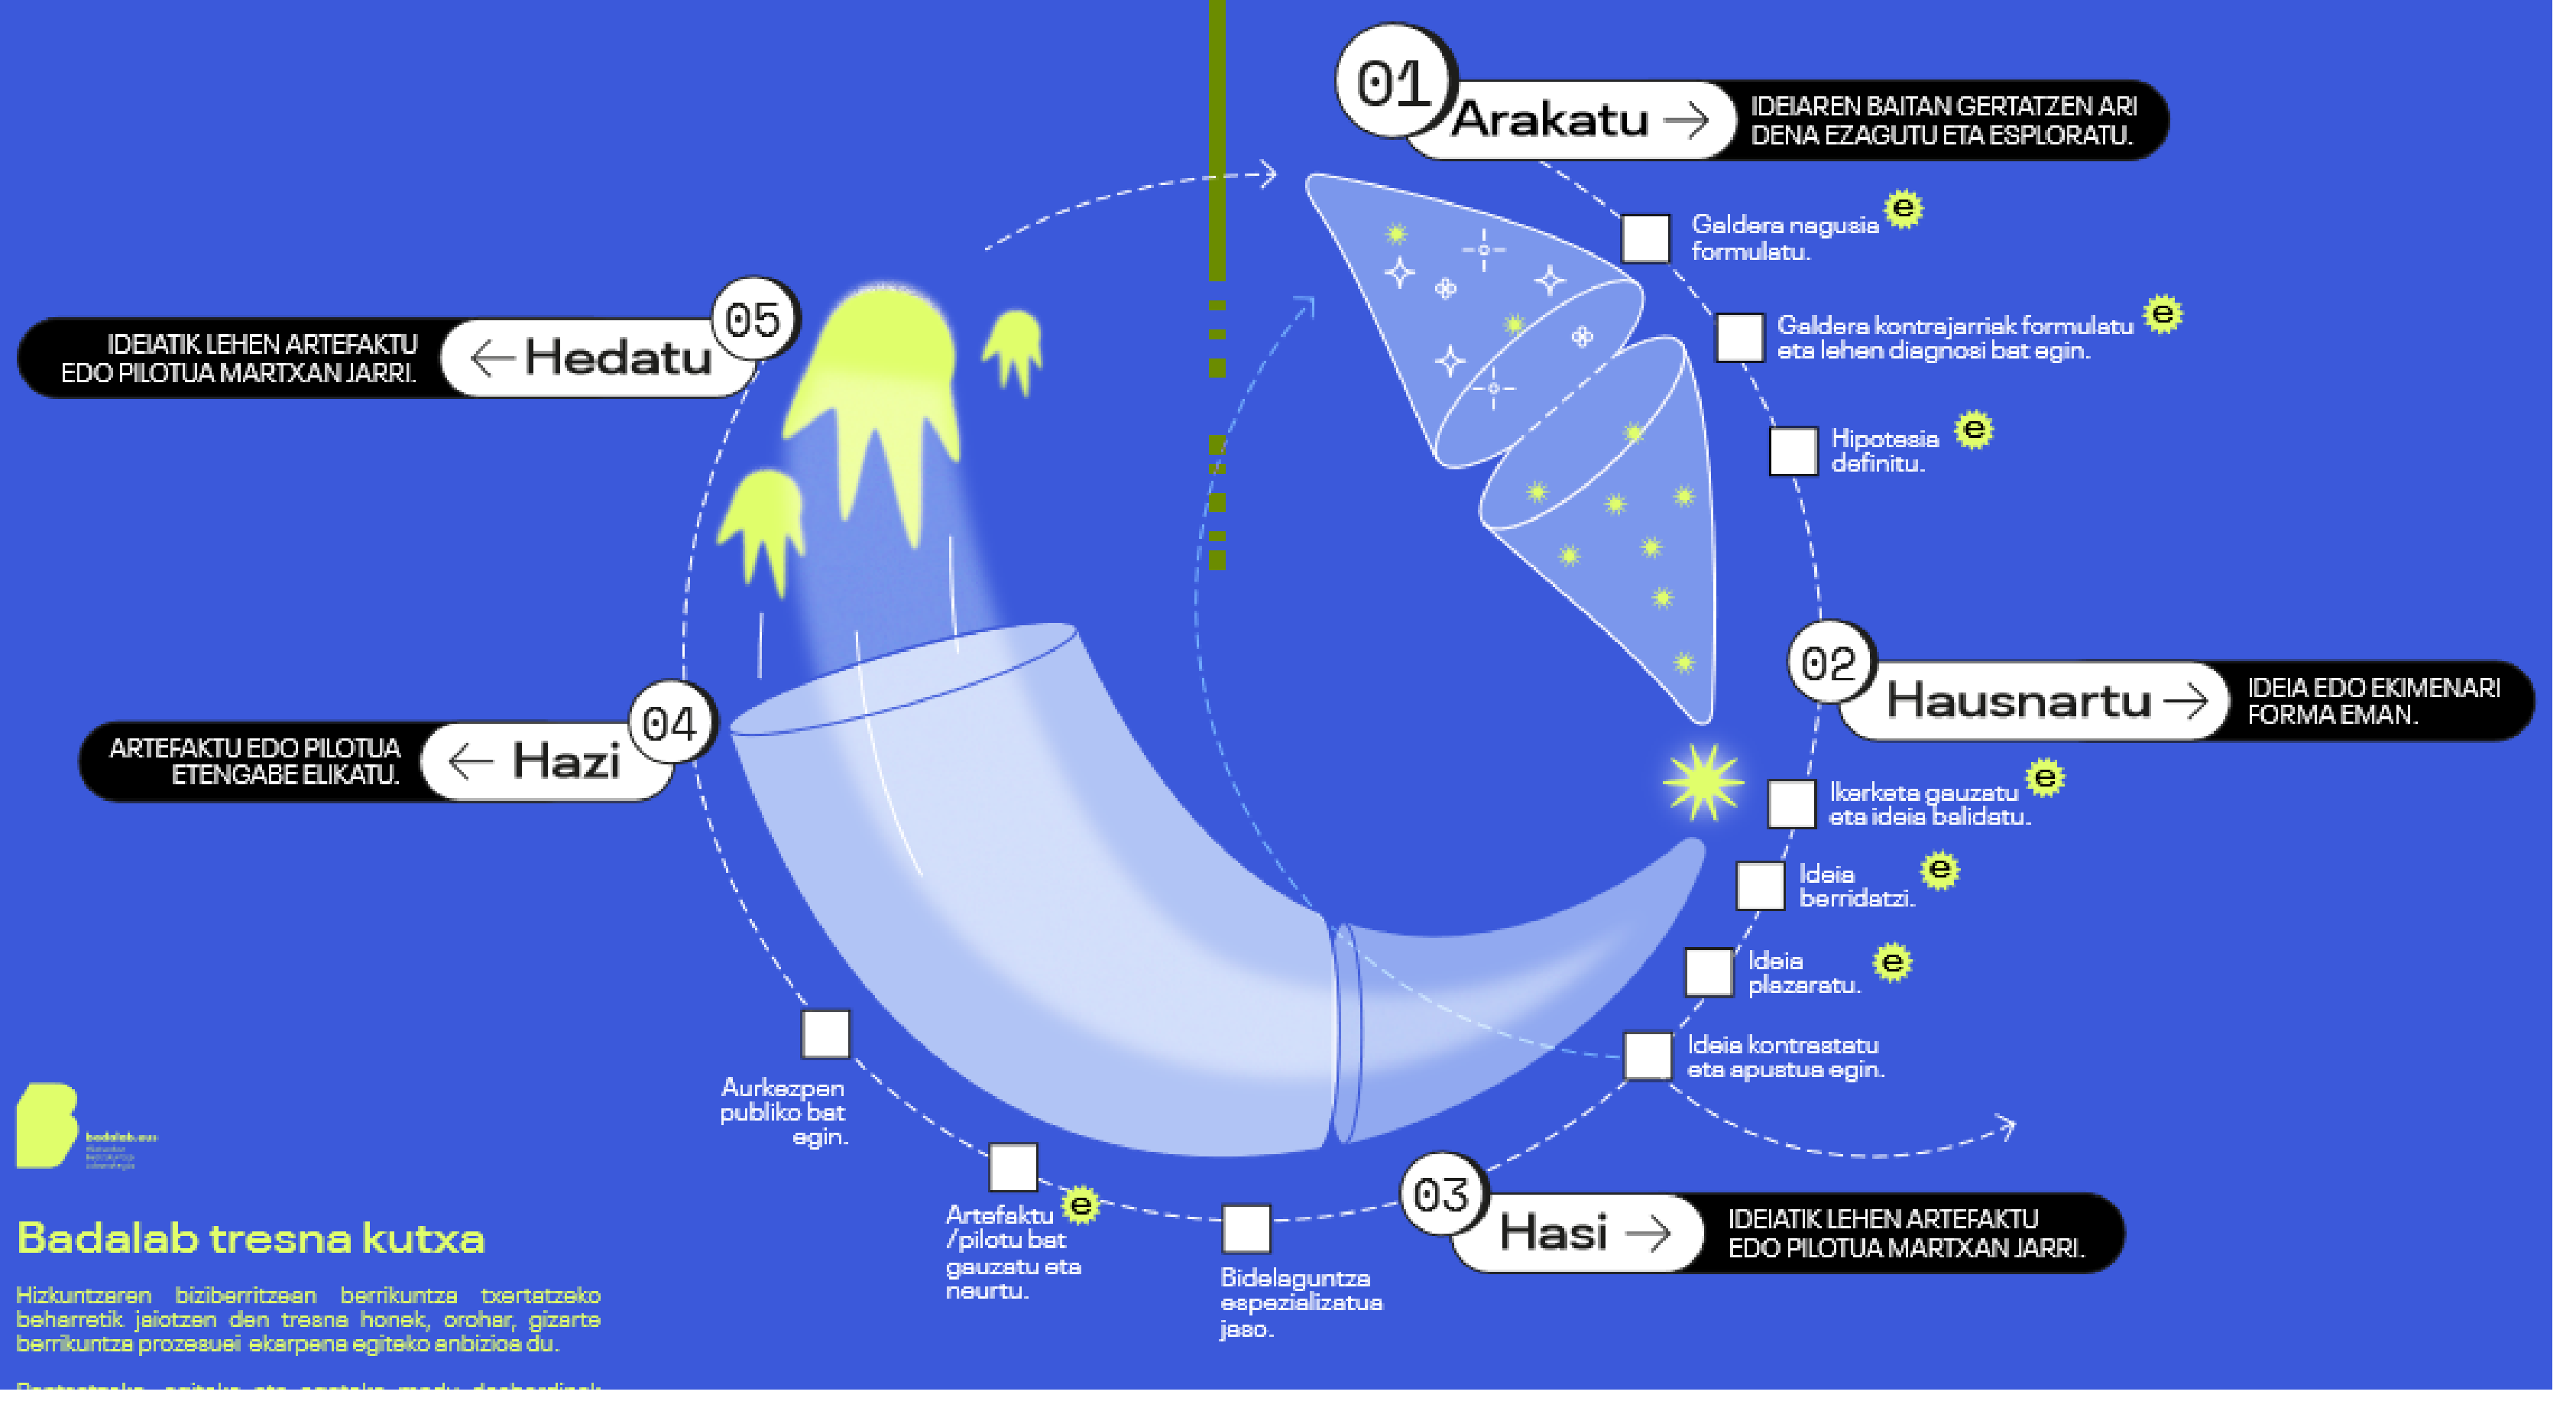 01
Arakatu →
IDEIAREN BAITAN GERTATZEN ARI
DENA EZAGUTU ETA ESPLORATU.
Galdera nagusia
formulatu.
e
Galdera kontrajarriak formulatu
eta lehen diagnosi bat egin.
e
Hipotesia
definitu.
e
02
Hausnartu →
IDEIA EDO EKIMENARI
FORMA EMAN.
Ikerketa gauzatu
eta ideia balidatu.
e
Ideia
berridatzi.
e
Ideia
plazaratu.
e
Ideia kontrastatu
eta apustua egin.
03
Hasi →
IDEIATIK LEHEN ARTEFAKTU
EDO PILOTUA MARTXAN JARRI.
Bidelaguntza
espezializatua
jaso.
Artefaktu
/pilotu bat
gauzatu eta
neurtu.
e
Aurkezpen
publiko bat
egin.
04
← Hazi
ARTEFAKTU EDO PILOTUA
ETENGABE ELIKATU.
05
← Hedatu
IDEIATIK LEHEN ARTEFAKTU
EDO PILOTUA MARTXAN JARRI.
badalab.eus
Badalab tresna kutxa
Hizkuntzaren biziberritzean berrikuntza txertatzeko
beharretik jaiotzen den tresna honek, orohar, gizarte
berrikuntza prozesuei ekarpena egiteko anbizioa du.